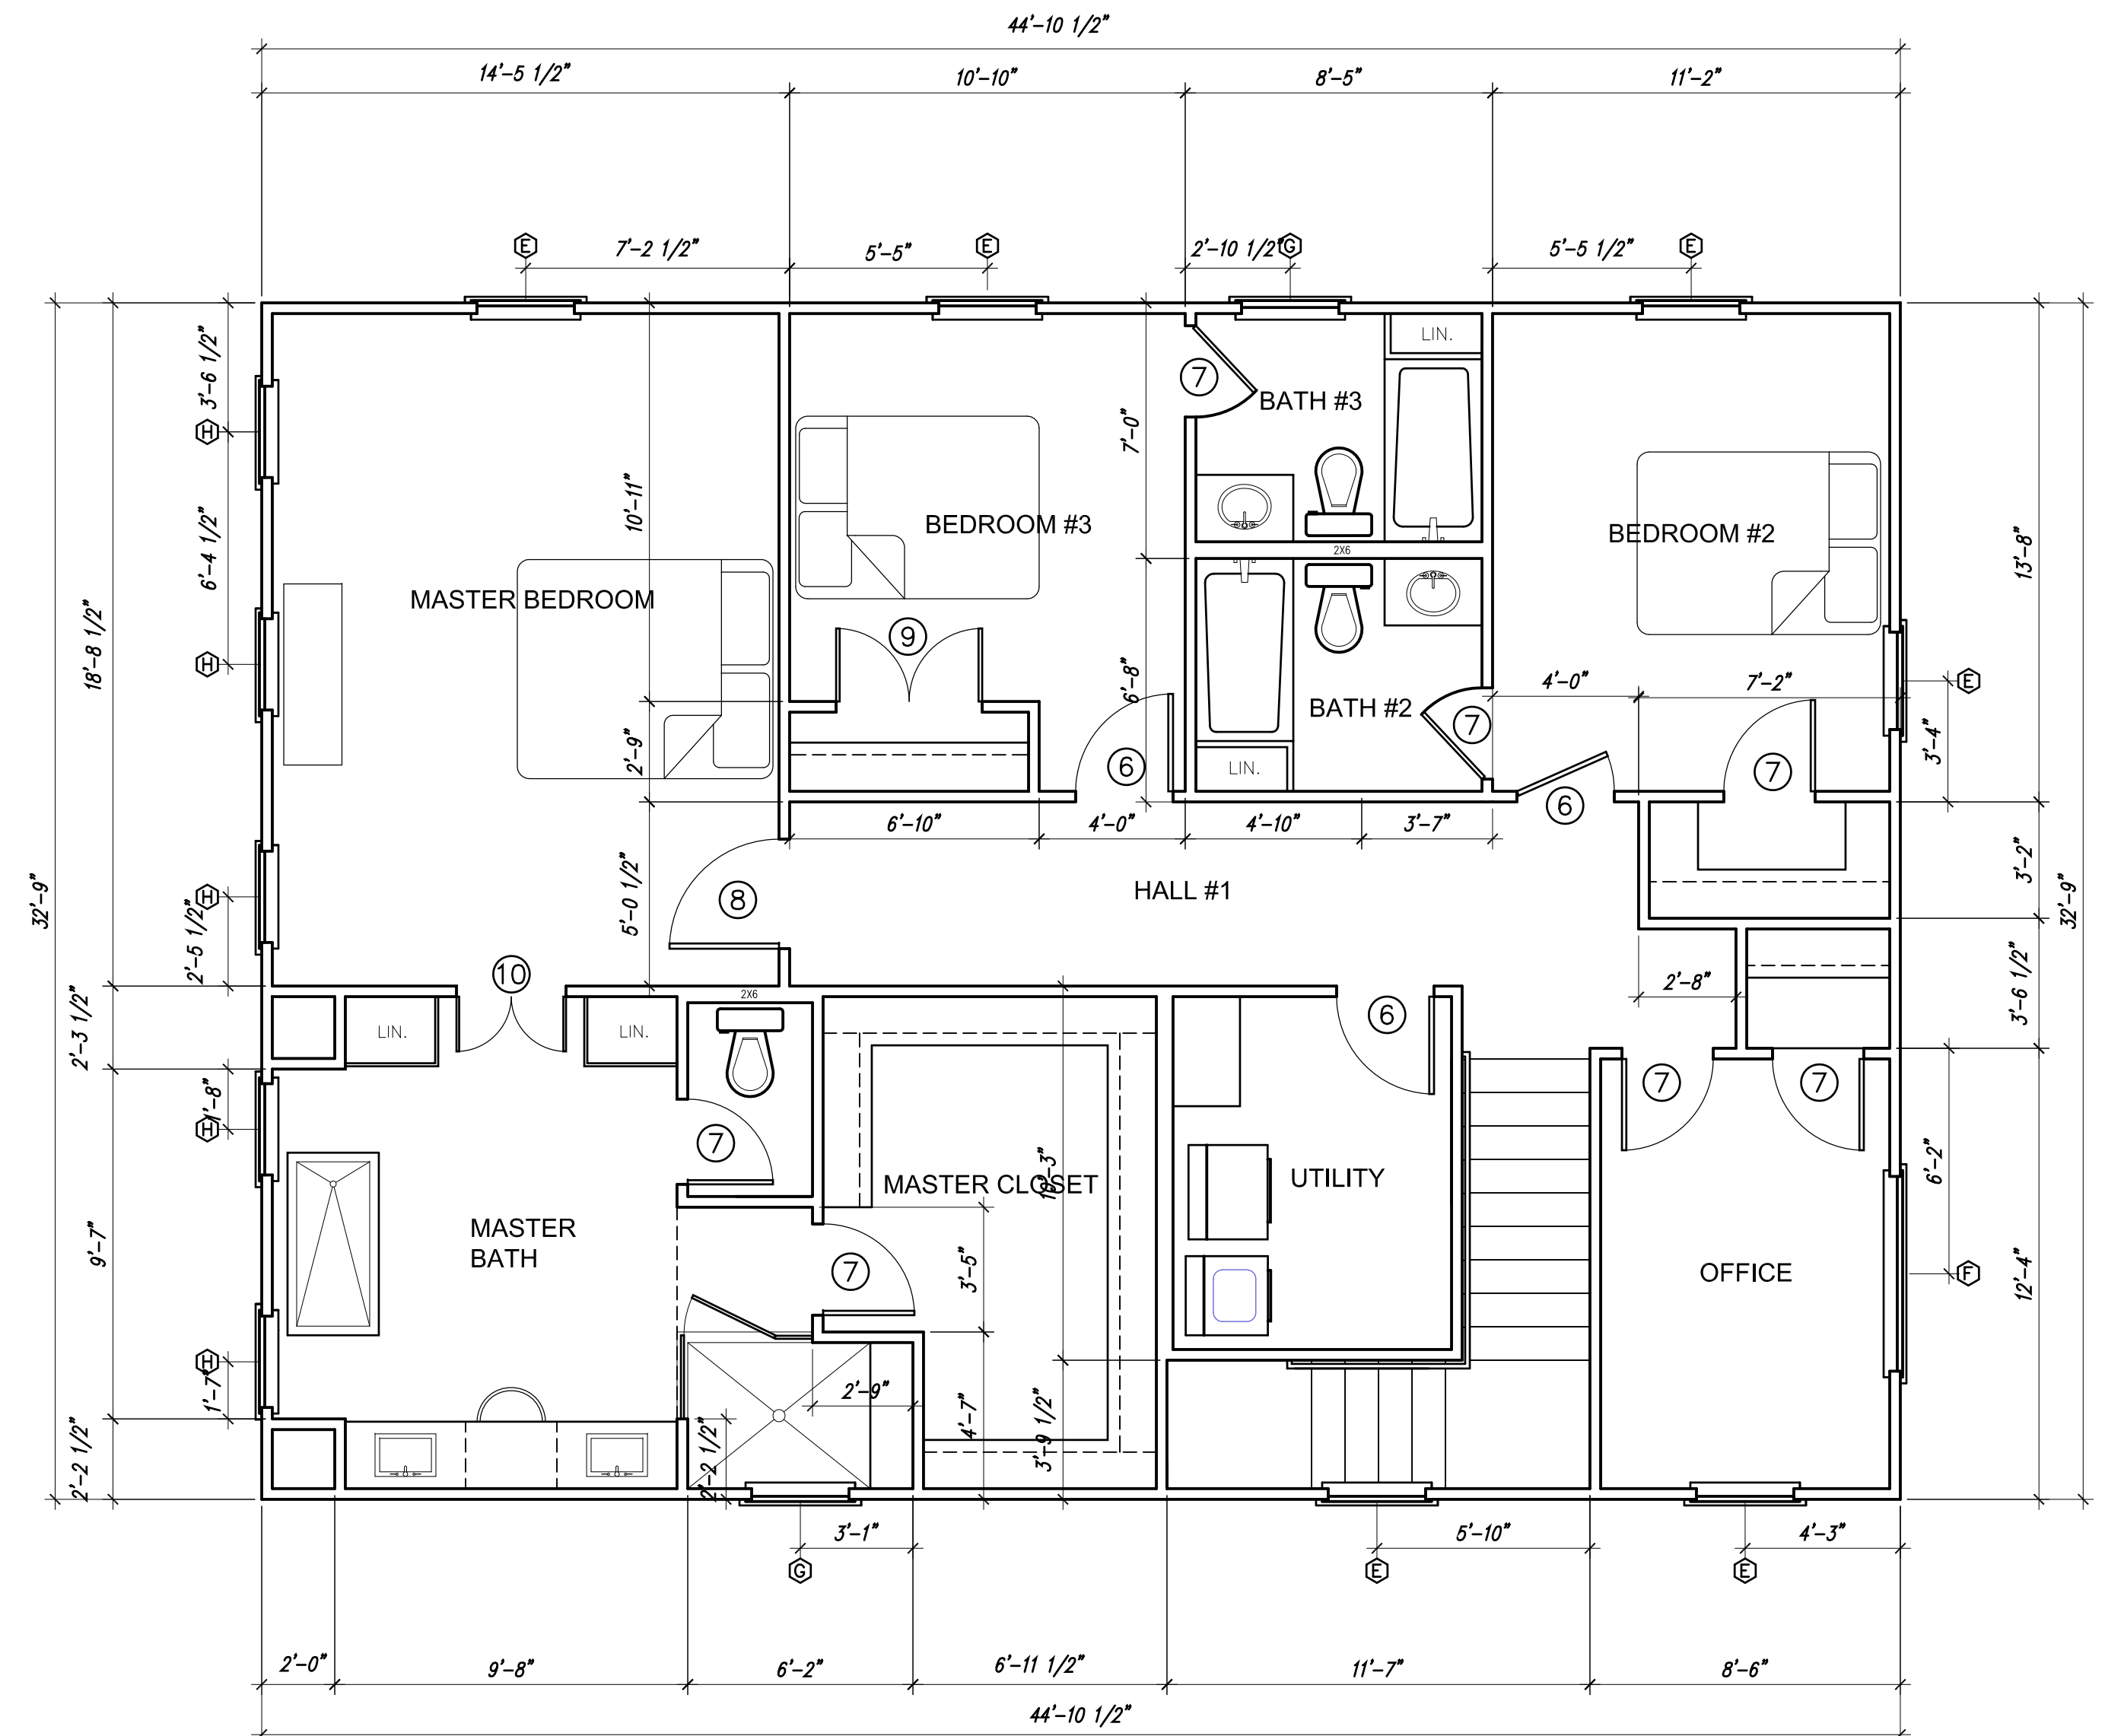 44'-10 1/2"
14'-5 1/2" 10'-10" 8'-5" 11'-2"
E 7'-2 1/2" 5'-5" E 2'-10 1/2" G 5'-5 1/2" E
3'-6 1/2"
H
6'-4 1/2"
H
18'-8 1/2"
32'-9"
H
2'-5 1/2"
2'-3 1/2"
1'-8"
H
9'-7"
H
1'-7"
2'-2 1/2"
MASTER BEDROOM
10'-11"
2'-9"
5'-0 1/2"
8
10
BEDROOM #3
9
7
BATH #3
LIN.
7'-0"
2X6
6'-8"
6
BATH #2
LIN.
7
BEDROOM #2
4'-0" 7'-2"
7
6
E
3'-4"
13'-8"
3'-2"
32'-9"
3'-6 1/2"
6'-10" 4'-0" 4'-10" 3'-7"
HALL #1
2'-8"
LIN. LIN.
2X6
7
MASTER
BATH
7
MASTER CLOSET
10'-3"
3'-5"
2'-9"
4'-7"
3'-9 1/2"
2'-2 1/2"
6
UTILITY
7 7
OFFICE
6'-2"
F
12'-4"
3'-1" 5'-10" 4'-3"
G E E
2'-0" 9'-8" 6'-2" 6'-11 1/2" 11'-7" 8'-6"
44'-10 1/2"